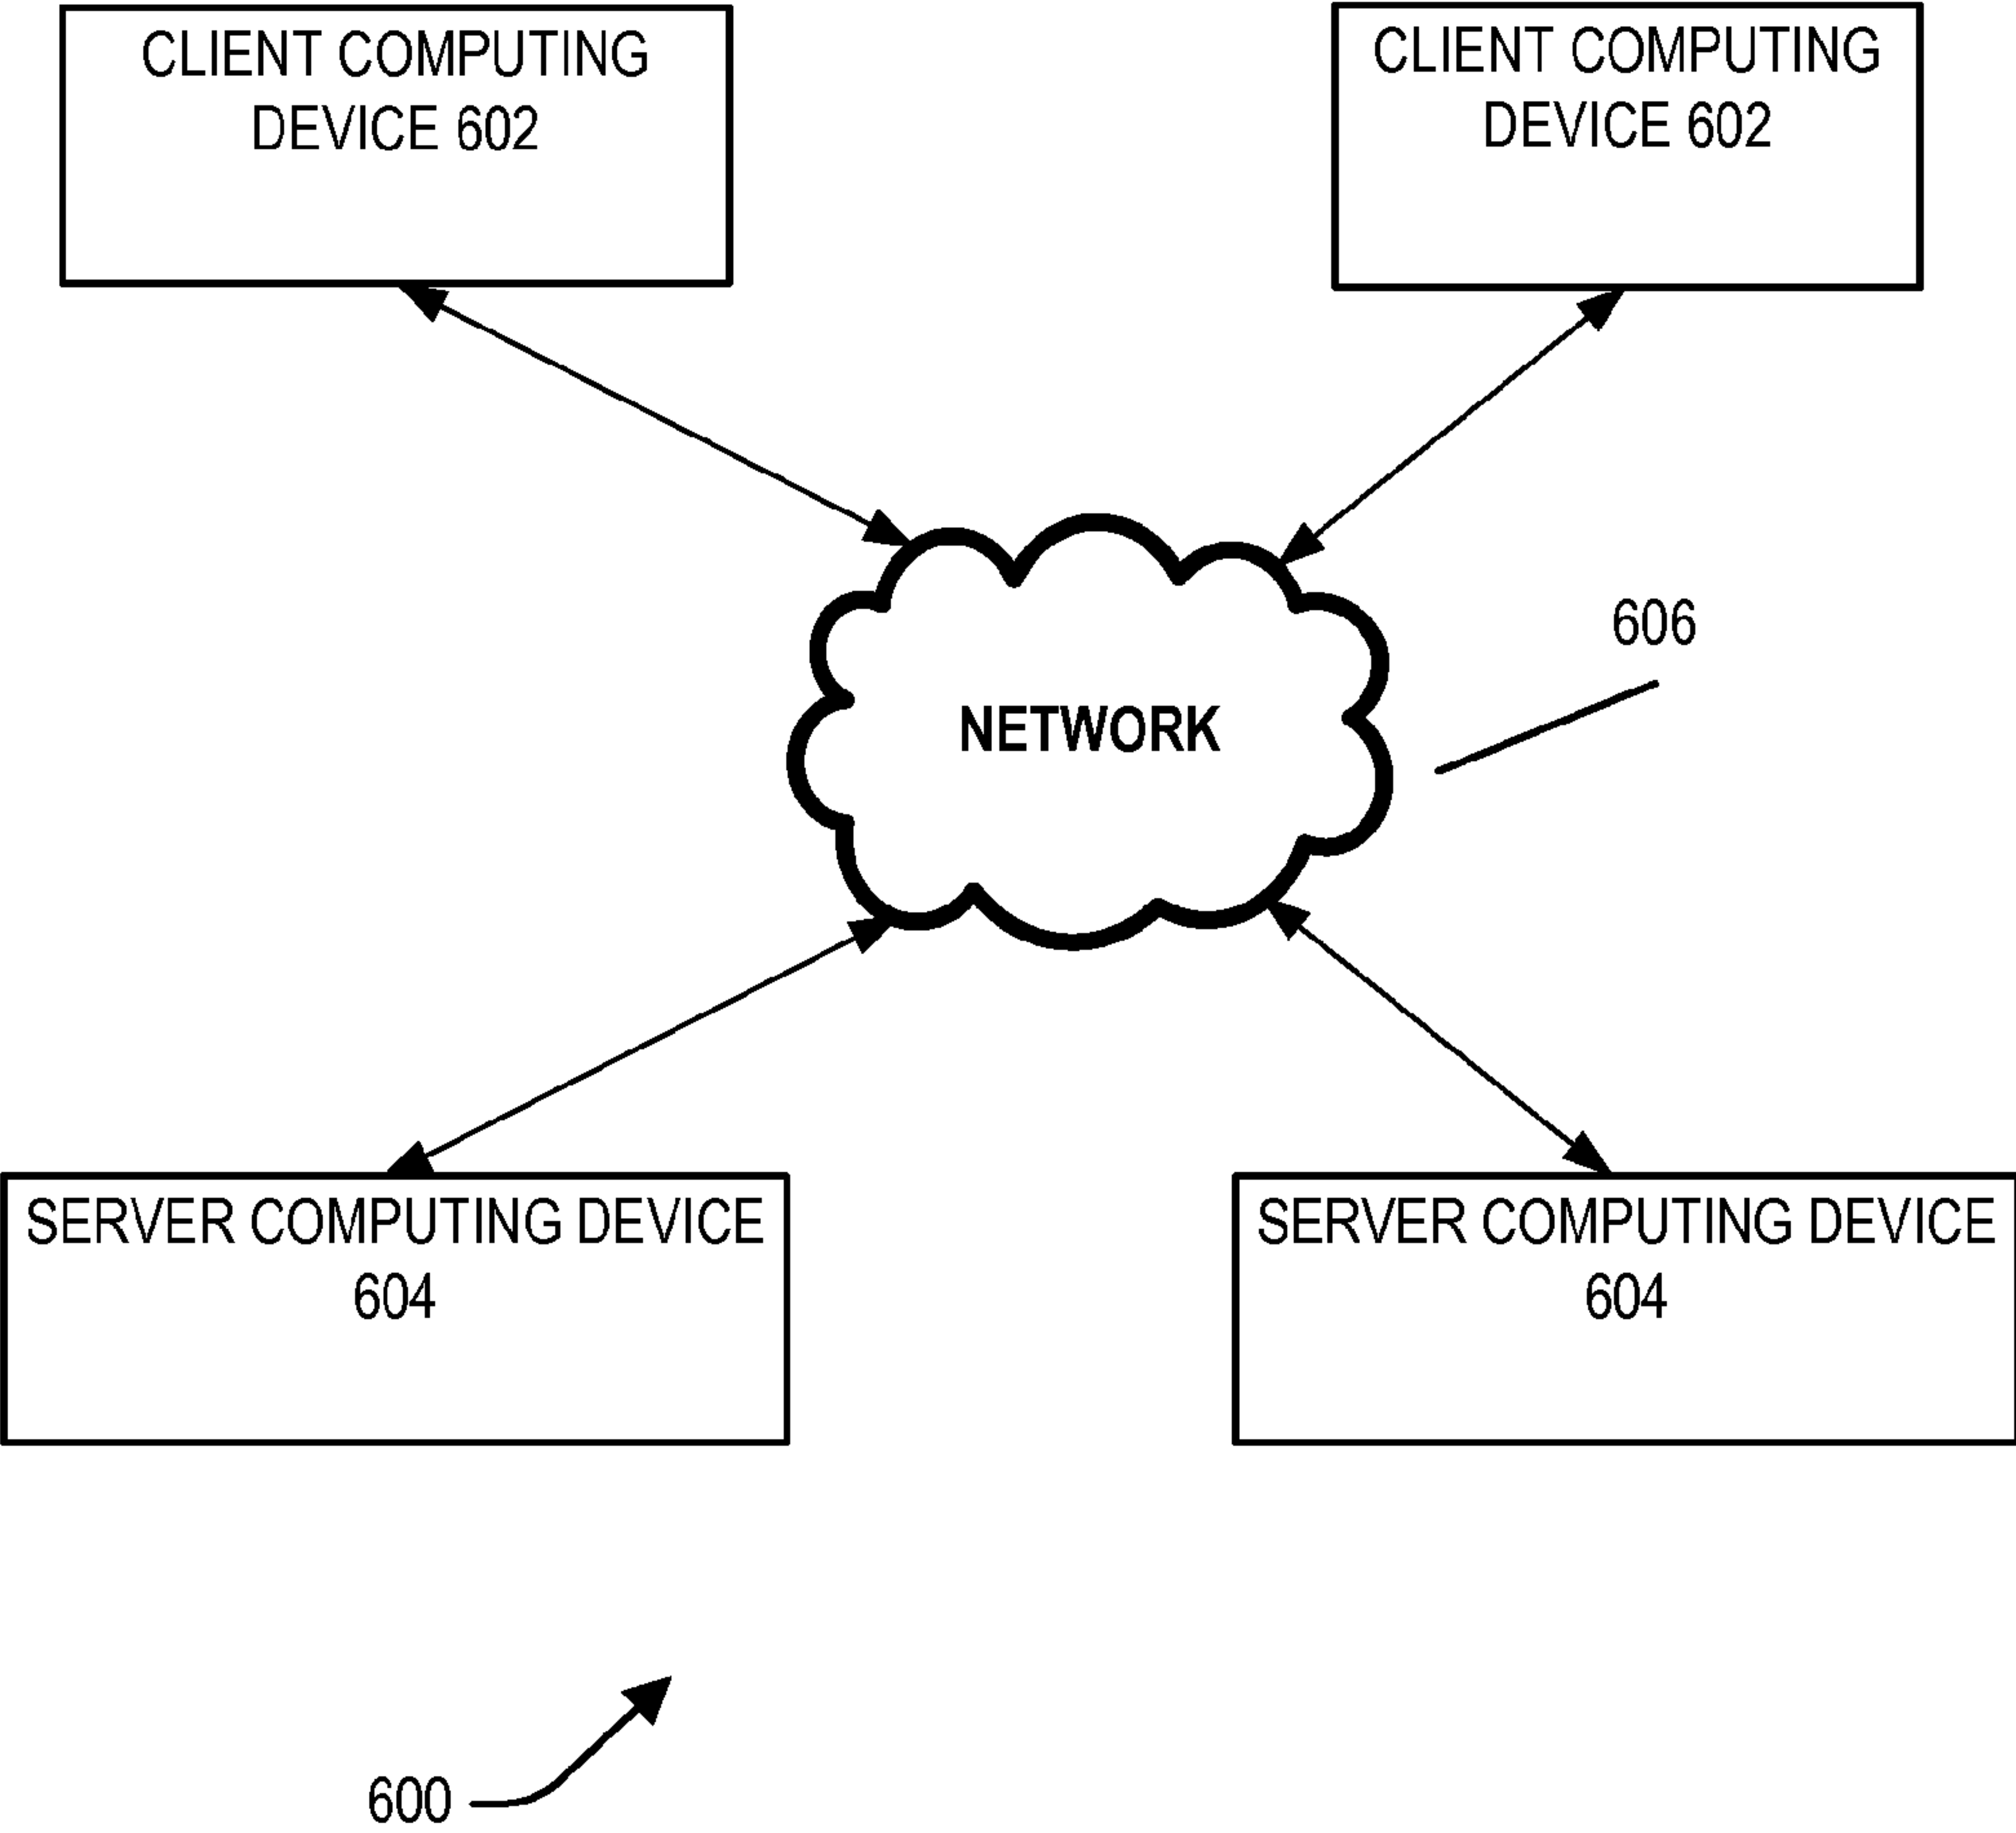 CLIENT COMPUTING
DEVICE 602
CLIENT COMPUTING
DEVICE 602
606
NETWORK
SERVER COMPUTING DEVICE
604
SERVER COMPUTING DEVICE
604
600